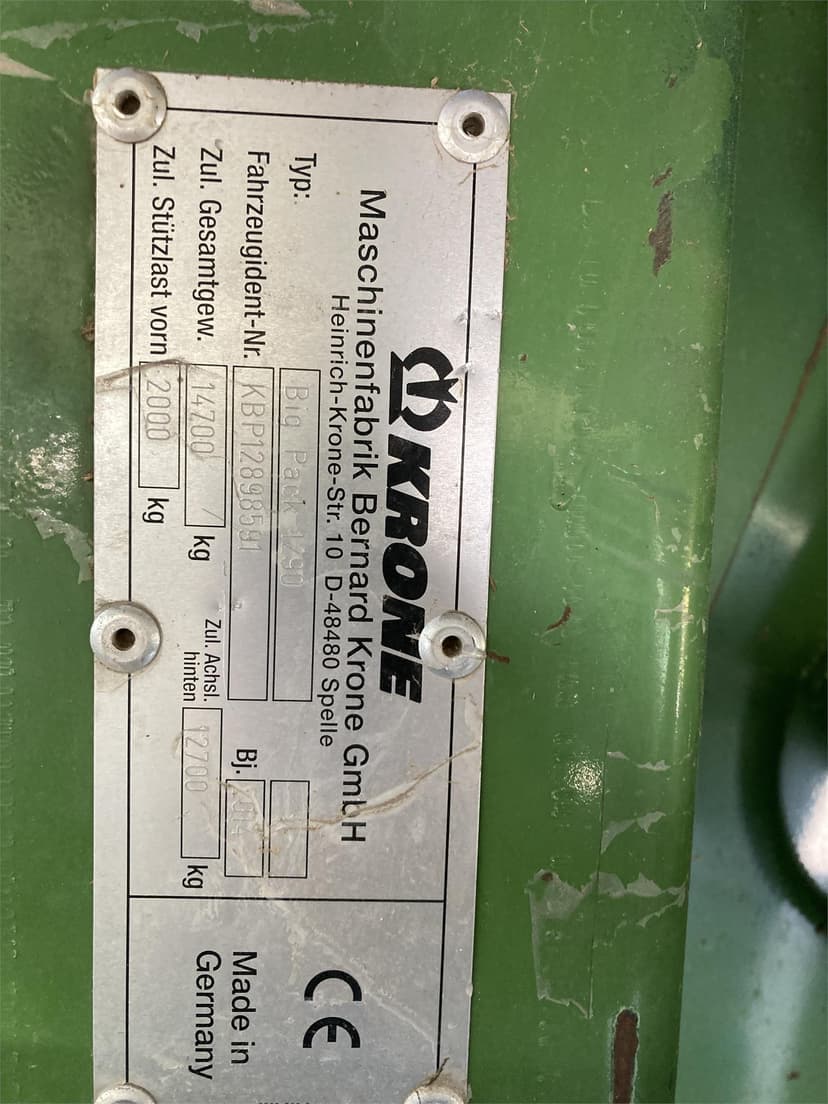 KRONE
Maschinenfabrik Bernard Krone GmbH
Heinrich-Krone-Str. 10 D-48480 Spelle
Typ: Big Pack 1290
Fahrzeugident-Nr. Bj.
Zul. Gesamtgew. 14700 kg Zul. Achsl. hinten 12700 kg
Zul. Stützlast vorn 2000 kg
CE
Made in
Germany